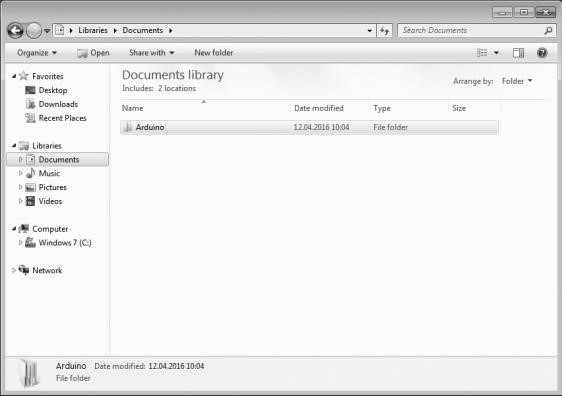 Libraries Documents
Search Documents
Organize Open Share with New folder
Favorites
Desktop
Downloads
Recent Places
Libraries
Documents
Music
Pictures
Videos
Computer
Windows 7 (C:)
Network
Documents library
Includes: 2 locations
Arrange by: Folder
Name Date modified Type Size
Arduino 12.04.2016 10:04 File folder
Arduino Date modified: 12.04.2016 10:04
File folder